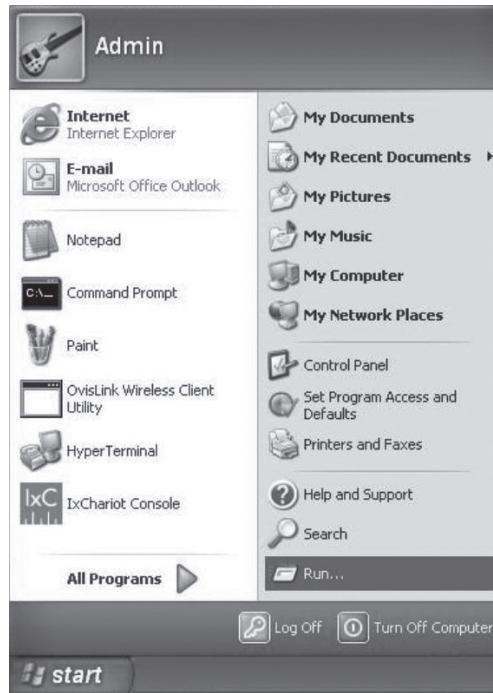 Admin
Internet
Internet Explorer
E-mail
Microsoft Office Outlook
Notepad
C:\_
Command Prompt
Paint
OvisLink Wireless Client
Utility
HyperTerminal
IxC
IxChariot Console
All Programs
My Documents
My Recent Documents
My Pictures
My Music
My Computer
My Network Places
Control Panel
Set Program Access and
Defaults
Printers and Faxes
Help and Support
Search
Run...
Log Off
Turn Off Computer
start